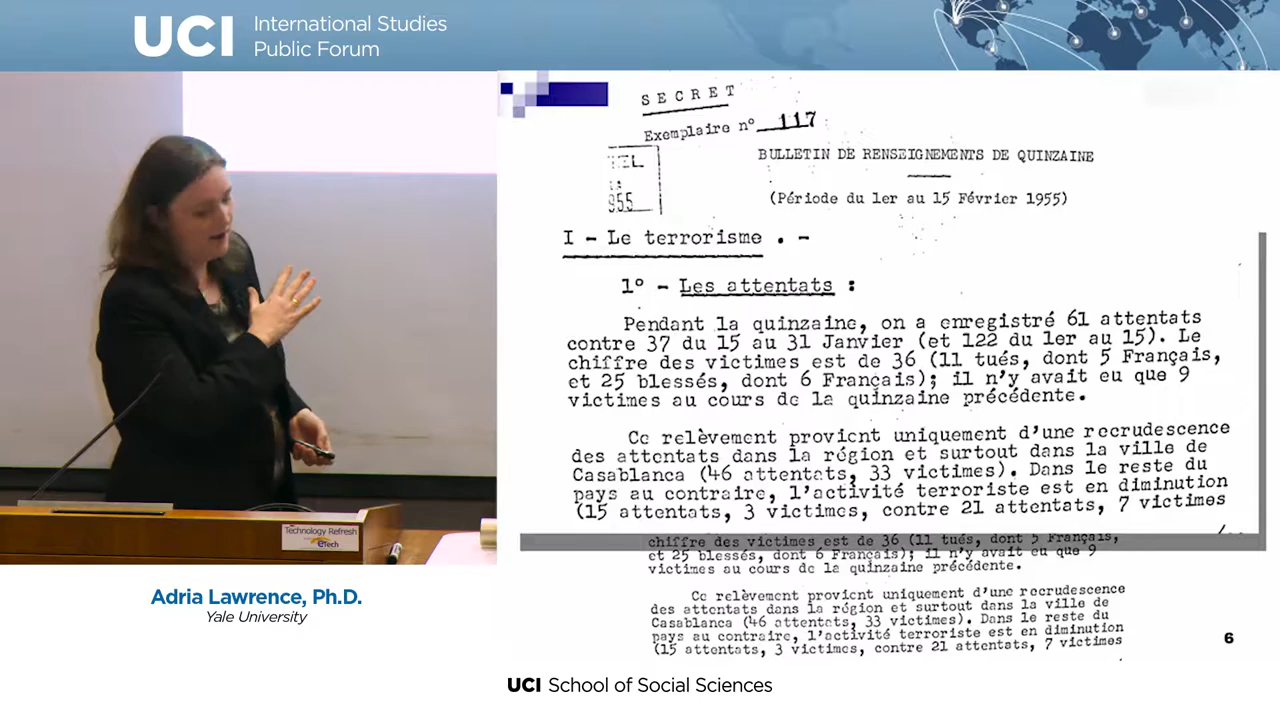 UCI International Studies
Public Forum
SECRET
Exemplaire nº 117
BULLETIN DE RENSEIGNEMENTS DE QUINZAINE
955
(Période du ler au 15 Février 1955)
I - Le terrorisme . -
1º - Les attentats :
Pendant la quinzaine, on a enregistré 61 attentats
contre 37 du 15 au 31 Janvier (et 122 du ler au 15). Le
chiffre des victimes est de 36 (11 tués, dont 5 Français,
et 25 blessés, dont 6 Français); il n'y avait eu que 9
victimes au cours de la quinzaine précédente.
Ce relèvement provient uniquement d'une recrudescence
des attentats dans la région et surtout dans la ville de
Casablanca (46 attentats, 33 victimes). Dans le reste du
pays au contraire, l'activité terroriste est en diminution
(15 attentats, 3 victimes, contre 21 attentats, 7 victimes
chiffre des victimes est de 36 (11 tués, dont 5 Français,
et 25 blessés, dont 6 Français); il n'y avait eu que 9
victimes au cours de la quinzaine précédente.
Ce relèvement provient uniquement d'une recrudescence
des attentats dans la région et surtout dans la ville de
Casablanca (46 attentats, 33 victimes). Dans le reste du
pays au contraire, l'activité terroriste est en diminution
(15 attentats, 3 victimes, contre 21 attentats, 7 victimes
6
Technology Refresh
eTech
Adria Lawrence, Ph.D.
Yale University
UCI School of Social Sciences